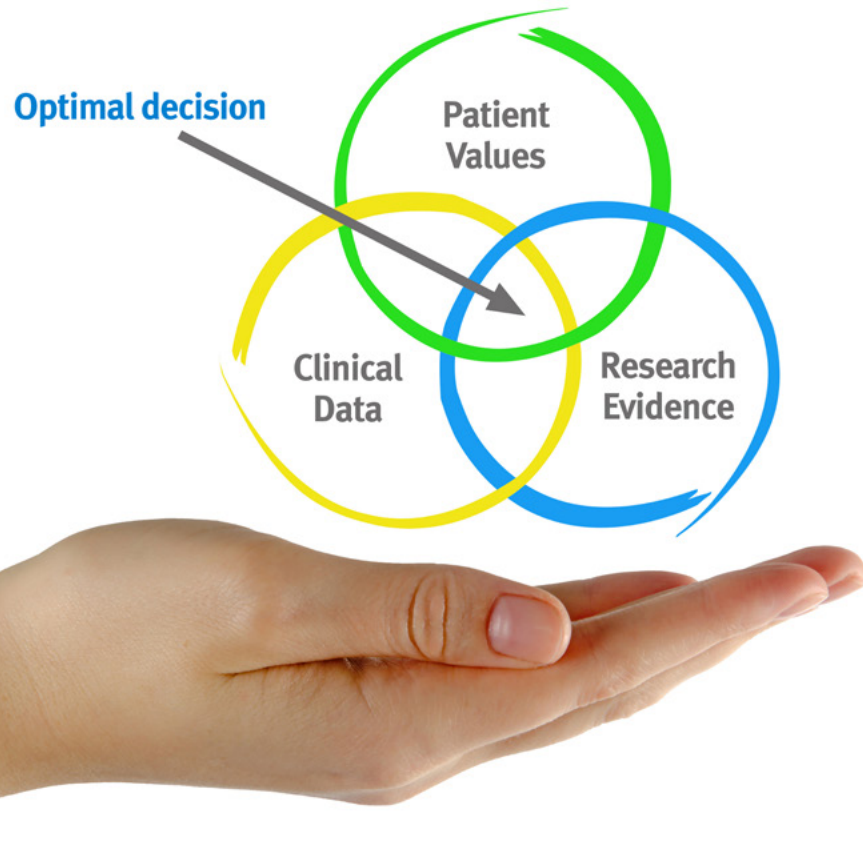 Optimal decision
Patient
Values
Clinical
Data
Research
Evidence